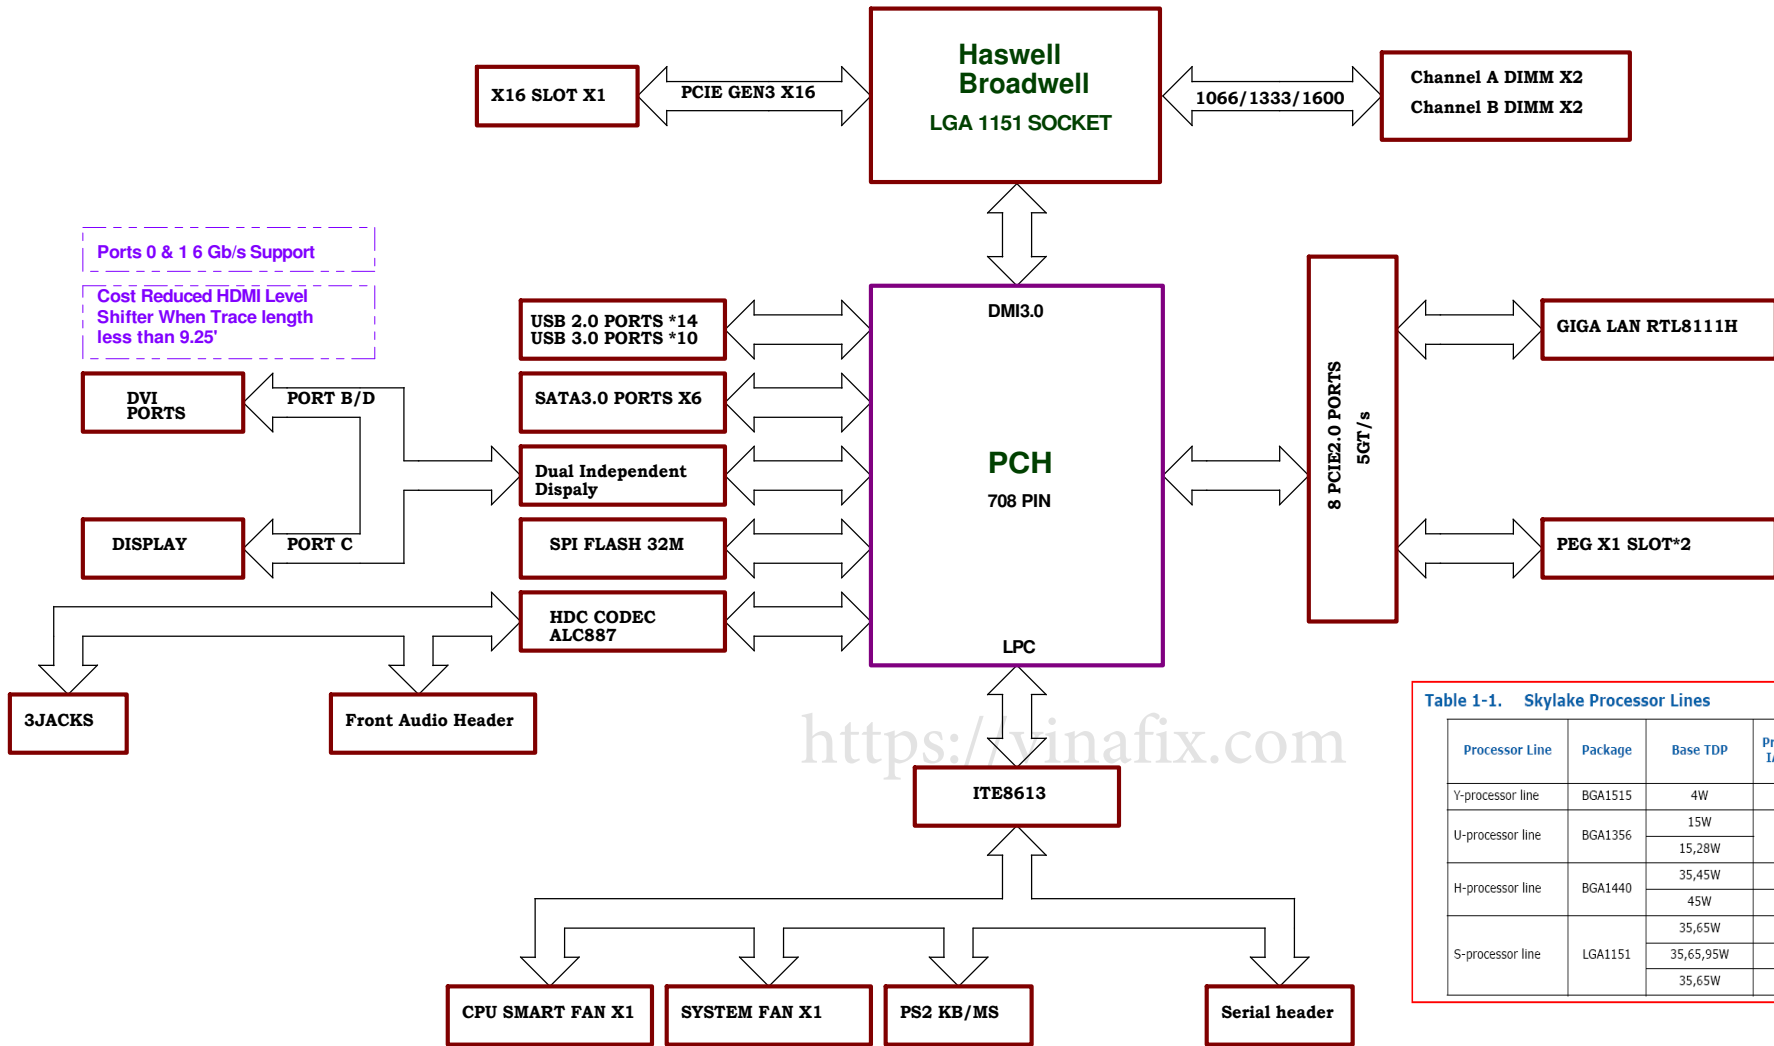 Haswell
Broadwell
LGA 1151 SOCKET
X16 SLOT X1
PCIE GEN3 X16
1066/1333/1600
Channel A DIMM X2
Channel B DIMM X2
Ports 0 & 1 6 Gb/s Support
Cost Reduced HDMI Level
Shifter When Trace length
less than 9.25'
DVI
PORTS
PORT B/D
DISPLAY
PORT C
USB 2.0 PORTS *14
USB 3.0 PORTS *10
SATA3.0 PORTS X6
Dual Independent
Dispaly
SPI FLASH 32M
HDC CODEC
ALC887
DMI3.0
PCH
708 PIN
LPC
8 PCIE2.0 PORTS
5GT/s
GIGA LAN RTL8111H
PEG X1 SLOT*2
3JACKS
Front Audio Header
https://vinafix.com
ITE8613
CPU SMART FAN X1
SYSTEM FAN X1
PS2 KB/MS
Serial header
Table 1-1. Skylake Processor Lines
Processor Line Package Base TDP
Y-processor line BGA1515 4W
U-processor line BGA1356 15W
15,28W
H-processor line BGA1440 35,45W
45W
S-processor line LGA1151 35,65W
35,65,95W
35,65W